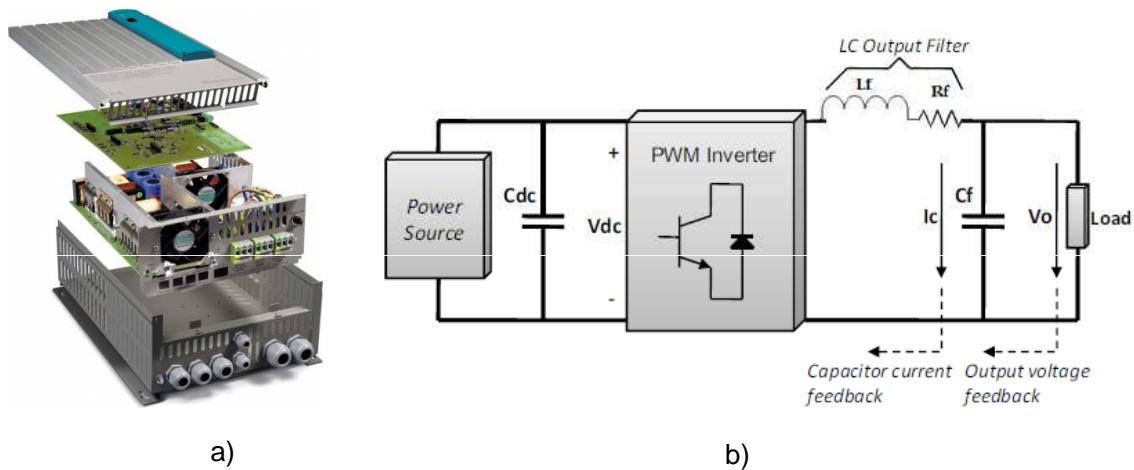 LC Output Filter
Lf
Rf
PWM Inverter
+
Power
Source
Cdc
Vdc
-
Ic
Cf
Vo
Load
Capacitor current
feedback
Output voltage
feedback
a)
b)